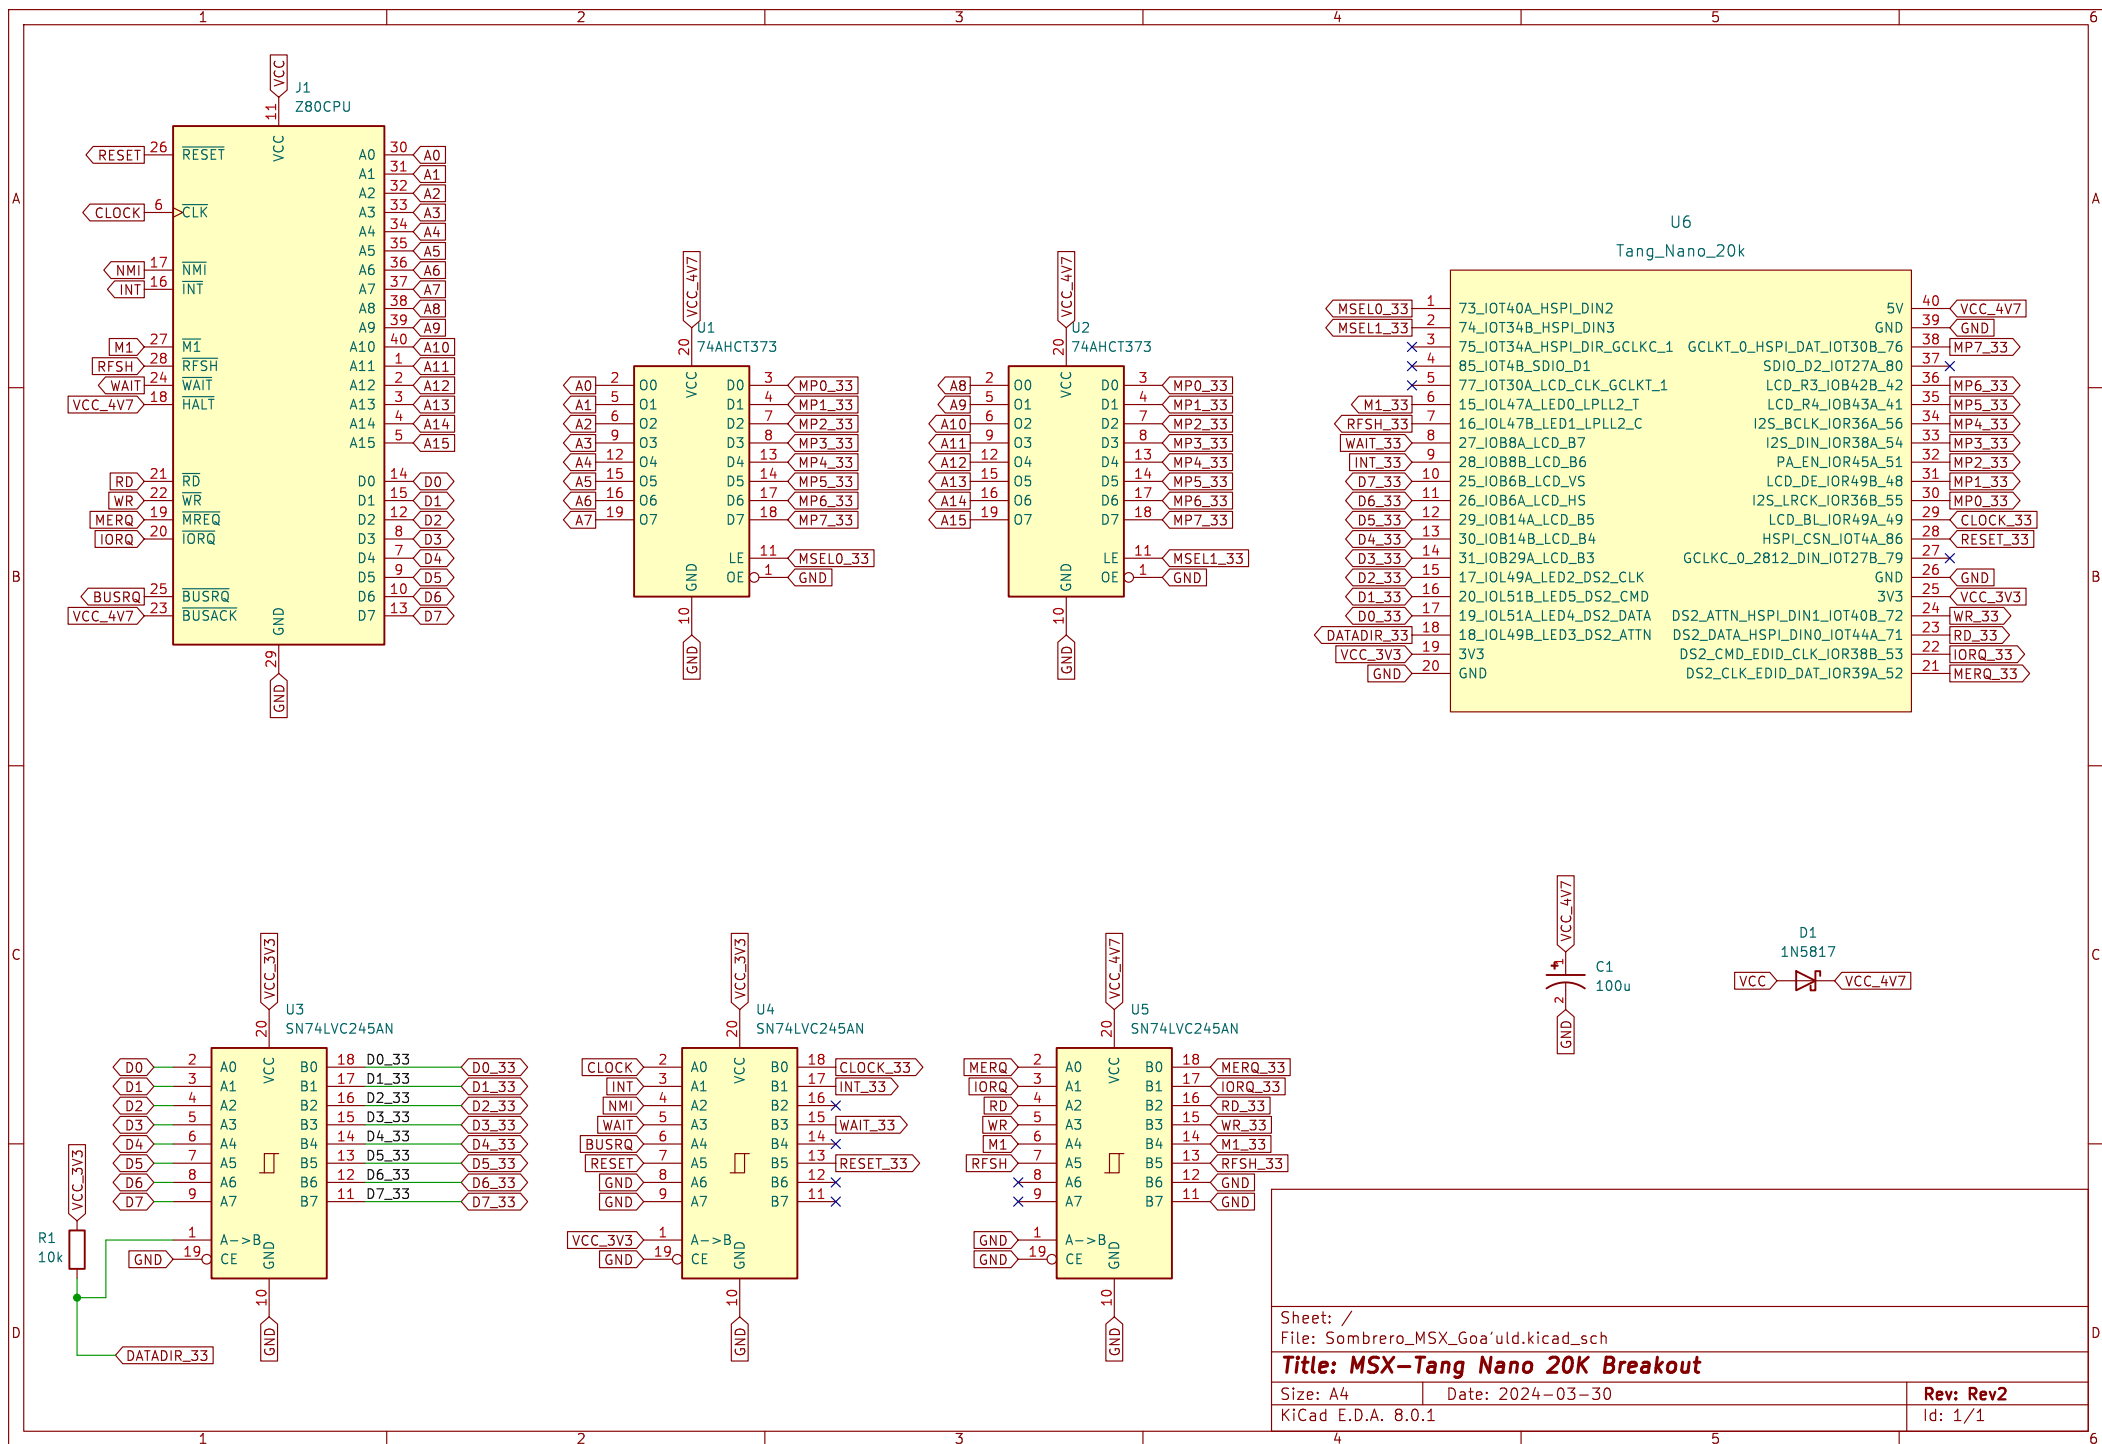 1 2 3 4 5 6
A
B
C
D
A
B
C
D
1 2 3 4 5 6
VCC
J1
Z80CPU
11
VCC
RESET 26 RESET
CLOCK 6 CLK
NMI 17 NMI
INT 16 INT
M1 27 M1
RFSH 28 RFSH
WAIT 24 WAIT
VCC_4V7 18 HALT
RD 21 RD
WR 22 WR
MERQ 19 MREQ
IORQ 20 IORQ
BUSRQ 25 BUSRQ
VCC_4V7 23 BUSACK
A0 30 A0
A1 31 A1
A2 32 A2
A3 33 A3
A4 34 A4
A5 35 A5
A6 36 A6
A7 37 A7
A8 38 A8
A9 39 A9
A10 40 A10
A11 1 A11
A12 2 A12
A13 3 A13
A14 4 A14
A15 5 A15
D0 14 D0
D1 15 D1
D2 12 D2
D3 8 D3
D4 7 D4
D5 9 D5
D6 10 D6
D7 13 D7
GND
29
GND
VCC_4V7
U1
74AHCT373
20
VCC
A0 2 O0 D0 3 MP0_33
A1 5 O1 D1 4 MP1_33
A2 6 O2 D2 7 MP2_33
A3 9 O3 D3 8 MP3_33
A4 12 O4 D4 13 MP4_33
A5 15 O5 D5 14 MP5_33
A6 16 O6 D6 17 MP6_33
A7 19 O7 D7 18 MP7_33
LE 11 MSEL0_33
OE 1 GND
GND
10
GND
VCC_4V7
U2
74AHCT373
20
VCC
A8 2 O0 D0 3 MP0_33
A9 5 O1 D1 4 MP1_33
A10 6 O2 D2 7 MP2_33
A11 9 O3 D3 8 MP3_33
A12 12 O4 D4 13 MP4_33
A13 15 O5 D5 14 MP5_33
A14 16 O6 D6 17 MP6_33
A15 19 O7 D7 18 MP7_33
LE 11 MSEL1_33
OE 1 GND
GND
10
GND
U6
Tang_Nano_20k
MSEL0_33 1 73_IOT40A_HSPI_DIN2 5V 40 VCC_4V7
MSEL1_33 2 74_IOT34B_HSPI_DIN3 GND 39 GND
3 75_IOT34A_HSPI_DIR_GCLKC_1 GCLKT_0_HSPI_DAT_IOT30B_76 38 MP7_33
4 85_IOT4B_SDIO_D1 SDIO_D2_IOT27A_80 37
5 77_IOT30A_LCD_CLK_GCLKT_1 LCD_R3_IOB42B_42 36 MP6_33
M1_33 6 15_IOL47A_LED0_LPLL2_T LCD_R4_IOB43A_41 35 MP5_33
RFSH_33 7 16_IOL47B_LED1_LPLL2_C I2S_BCLK_IOR36A_56 34 MP4_33
WAIT_33 8 27_IOB8A_LCD_B7 I2S_DIN_IOR38A_54 33 MP3_33
INT_33 9 28_IOB8B_LCD_B6 PA_EN_IOR45A_51 32 MP2_33
D7_33 10 25_IOB6B_LCD_VS LCD_DE_IOR49B_48 31 MP1_33
D6_33 11 26_IOB6A_LCD_HS I2S_LRCK_IOR36B_55 30 MP0_33
D5_33 12 29_IOB14A_LCD_B5 LCD_BL_IOR49A_49 29 CLOCK_33
D4_33 13 30_IOB14B_LCD_B4 HSPI_CSN_IOT4A_86 28 RESET_33
D3_33 14 31_IOB29A_LCD_B3 GCLKC_0_2812_DIN_IOT27B_79 27
D2_33 15 17_IOL49A_LED2_DS2_CLK GND 26 GND
D1_33 16 20_IOL51B_LED5_DS2_CMD 3V3 25 VCC_3V3
D0_33 17 19_IOL51A_LED4_DS2_DATA DS2_ATTN_HSPI_DIN1_IOT40B_72 24 WR_33
DATADIR_33 18 18_IOL49B_LED3_DS2_ATTN DS2_DATA_HSPI_DIN0_IOT44A_71 23 RD_33
VCC_3V3 19 3V3 DS2_CMD_EDID_CLK_IOR38B_53 22 IORQ_33
GND 20 GND DS2_CLK_EDID_DAT_IOR39A_52 21 MERQ_33
VCC_3V3
U3
SN74LVC245AN
20
VCC
D0 2 A0 B0 18 D0_33 D0_33
D1 3 A1 B1 17 D1_33 D1_33
D2 4 A2 B2 16 D2_33 D2_33
D3 5 A3 B3 15 D3_33 D3_33
D4 6 A4 B4 14 D4_33 D4_33
D5 7 A5 B5 13 D5_33 D5_33
D6 8 A6 B6 12 D6_33 D6_33
D7 9 A7 B7 11 D7_33 D7_33
1 A->B
GND 19 CE
GND
10
GND
VCC_3V3
R1
10k
DATADIR_33
VCC_3V3
U4
SN74LVC245AN
20
VCC
CLOCK 2 A0 B0 18 CLOCK_33
INT 3 A1 B1 17 INT_33
NMI 4 A2 B2 16
WAIT 5 A3 B3 15 WAIT_33
BUSRQ 6 A4 B4 14
RESET 7 A5 B5 13 RESET_33
GND 8 A6 B6 12
GND 9 A7 B7 11
VCC_3V3 1 A->B
GND 19 CE
GND
10
GND
VCC_4V7
U5
SN74LVC245AN
20
VCC
MERQ 2 A0 B0 18 MERQ_33
IORQ 3 A1 B1 17 IORQ_33
RD 4 A2 B2 16 RD_33
WR 5 A3 B3 15 WR_33
M1 6 A4 B4 14 M1_33
RFSH 7 A5 B5 13 RFSH_33
8 A6 B6 12 GND
9 A7 B7 11 GND
GND 1 A->B
GND 19 CE
GND
10
GND
VCC_4V7
1
+
C1
100u
2
GND
D1
1N5817
VCC VCC_4V7
Sheet: /
File: Sombrero_MSX_Goa'uld.kicad_sch
Title: MSX-Tang Nano 20K Breakout
Size: A4 Date: 2024-03-30 Rev: Rev2
KiCad E.D.A. 8.0.1 Id: 1/1